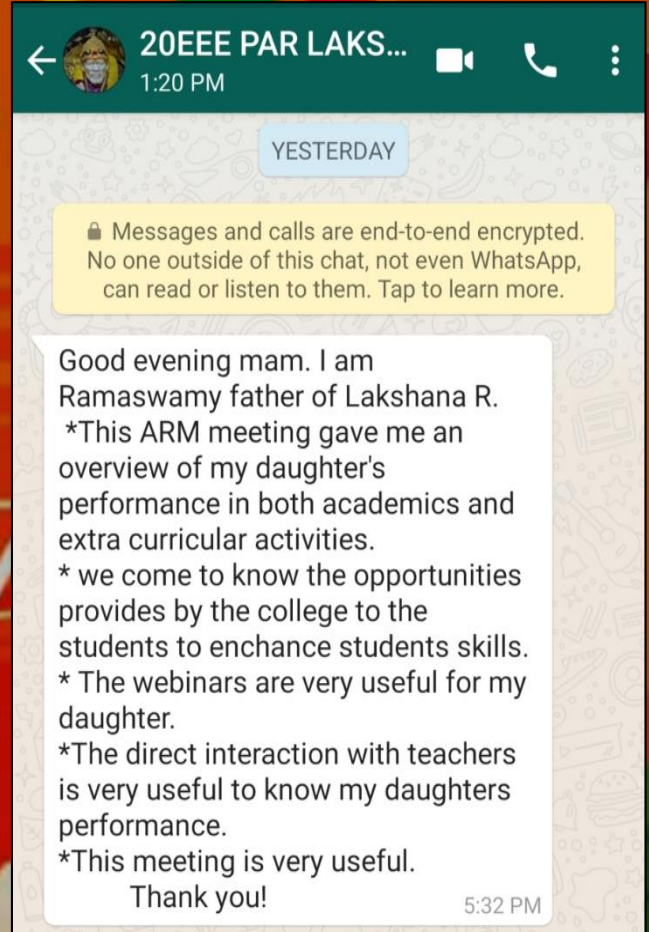 20EEE PAR LAKS...
1:20 PM
YESTERDAY
Messages and calls are end-to-end encrypted.
No one outside of this chat, not even WhatsApp,
can read or listen to them. Tap to learn more.
Good evening mam. I am
Ramaswamy father of Lakshana R.
*This ARM meeting gave me an
overview of my daughter's
performance in both academics and
extra curricular activities.
* we come to know the opportunities
provides by the college to the
students to enchance students skills.
* The webinars are very useful for my
daughter.
*The direct interaction with teachers
is very useful to know my daughters
performance.
*This meeting is very useful.
Thank you!
5:32 PM